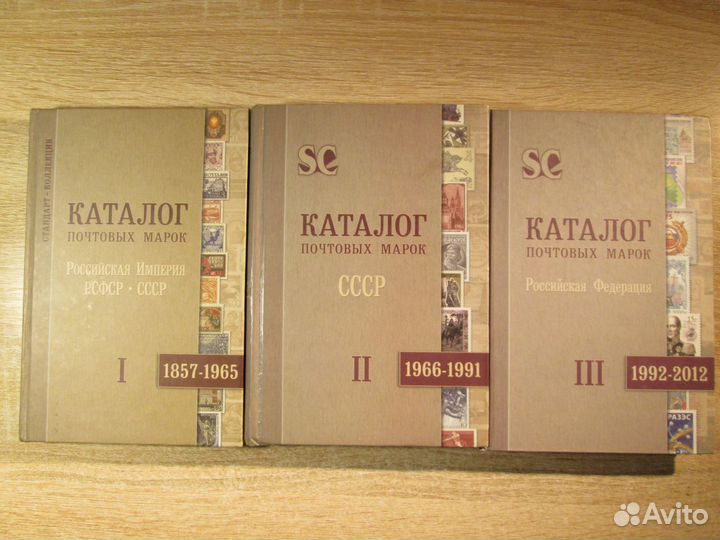 СТАНДАРТ-КОЛЛЕКЦИЯ
КАТАЛОГ
ПОЧТОВЫХ МАРОК
Российская Империя
РСФСР · СССР
I
1857-1965
SC
КАТАЛОГ
ПОЧТОВЫХ МАРОК
СССР
II
1966-1991
SC
КАТАЛОГ
ПОЧТОВЫХ МАРОК
Российская Федерация
III
1992-2012
Avito